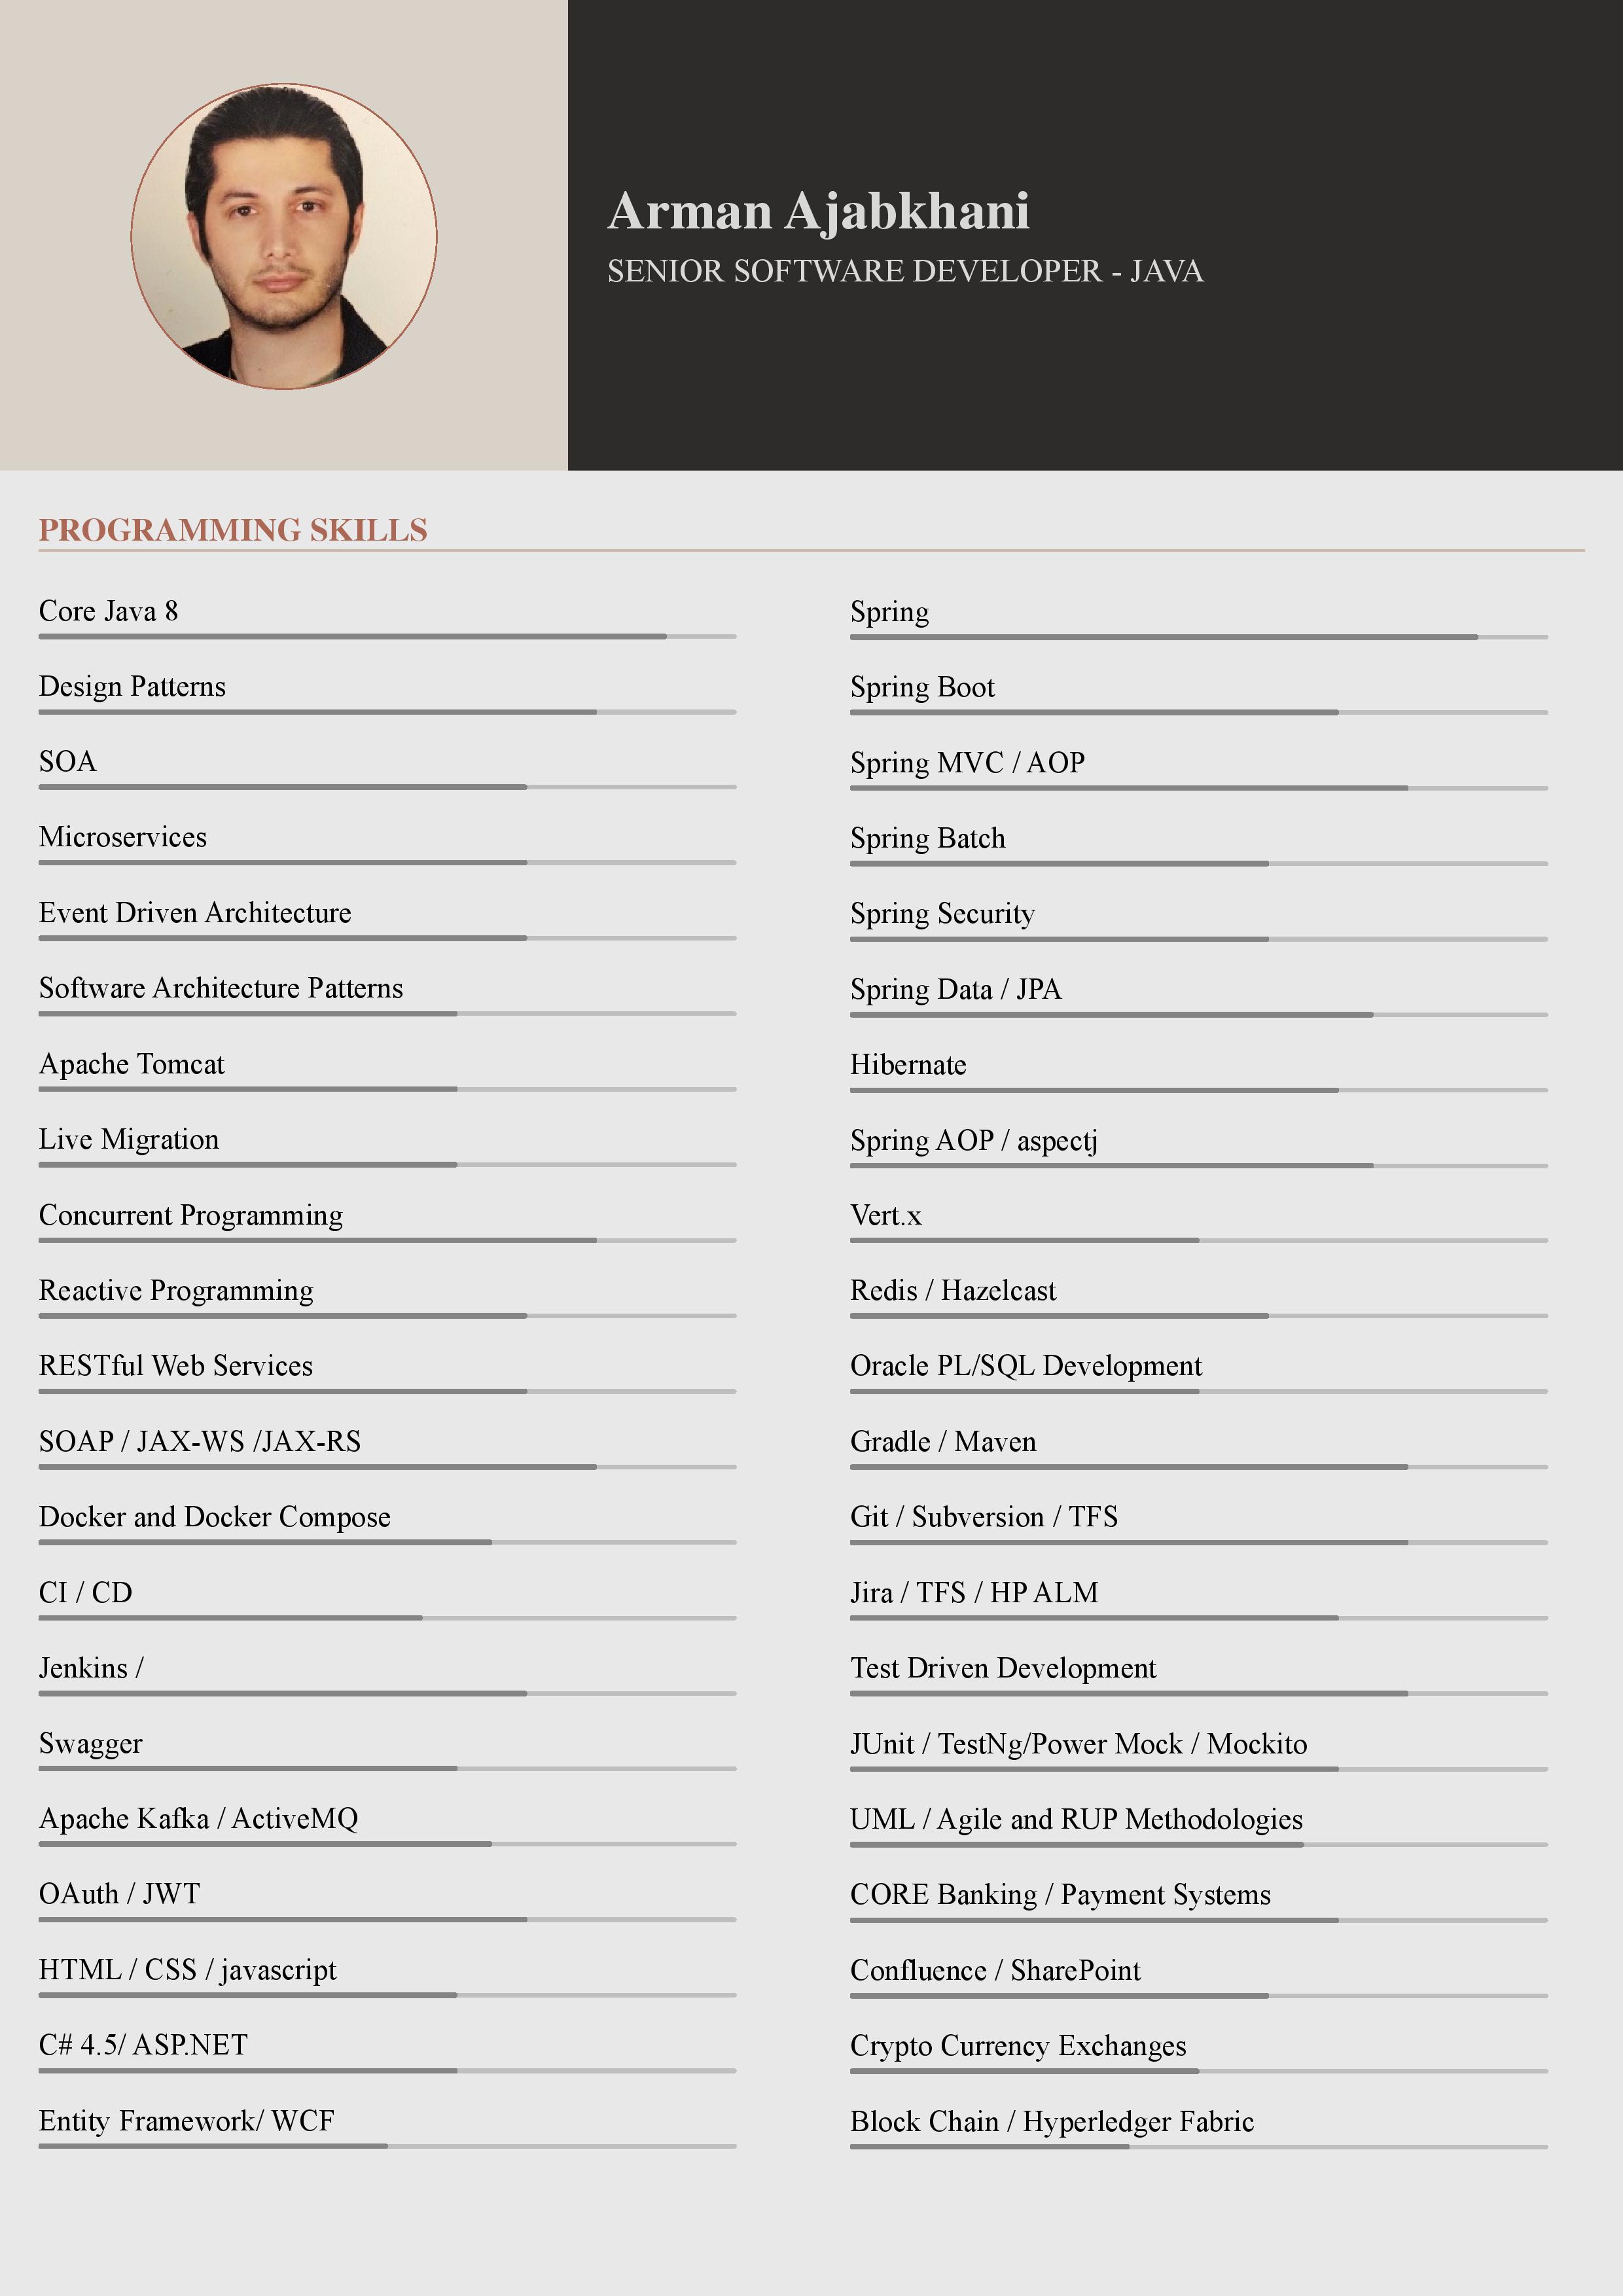 Arman Ajabkhani
SENIOR SOFTWARE DEVELOPER - JAVA
PROGRAMMING SKILLS
Core Java 8
Design Patterns
SOA
Microservices
Event Driven Architecture
Software Architecture Patterns
Apache Tomcat
Live Migration
Concurrent Programming
Reactive Programming
RESTful Web Services
SOAP / JAX-WS /JAX-RS
Docker and Docker Compose
CI / CD
Jenkins /
Swagger
Apache Kafka / ActiveMQ
OAuth / JWT
HTML / CSS / javascript
C# 4.5/ ASP.NET
Entity Framework/ WCF
Spring
Spring Boot
Spring MVC / AOP
Spring Batch
Spring Security
Spring Data / JPA
Hibernate
Spring AOP / aspectj
Vert.x
Redis / Hazelcast
Oracle PL/SQL Development
Gradle / Maven
Git / Subversion / TFS
Jira / TFS / HP ALM
Test Driven Development
JUnit / TestNg/Power Mock / Mockito
UML / Agile and RUP Methodologies
CORE Banking / Payment Systems
Confluence / SharePoint
Crypto Currency Exchanges
Block Chain / Hyperledger Fabric